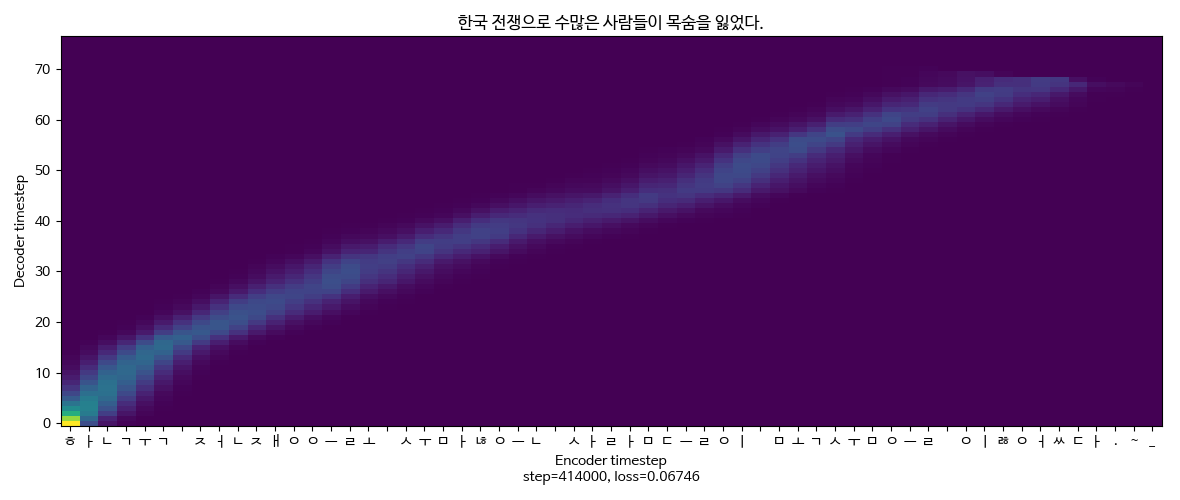 한국 전쟁으로 수많은 사람들이 목숨을 잃었다.
Decoder timestep
70
60
50
40
30
20
10
0
ㅎ ㅏ ㄴ ㄱ ㅜ ㄱ ㅈ ㅓ ㄴ ㅈ ㅐ ㅇ ㅇ ㅡ ㄹ ㅗ ㅅ ㅜ ㅁ ㅏ ㄶ ㅇ ㅡ ㄴ ㅅ ㅏ ㄹ ㅏ ㅁ ㄷ ㅡ ㄹ ㅇ ㅣ ㅁ ㅗ ㄱ ㅅ ㅜ ㅁ ㅇ ㅡ ㄹ ㅇ ㅣ ㅀ ㅇ ㅓ ㅆ ㄷ ㅏ . ~ _
Encoder timestep
step=414000, loss=0.06746